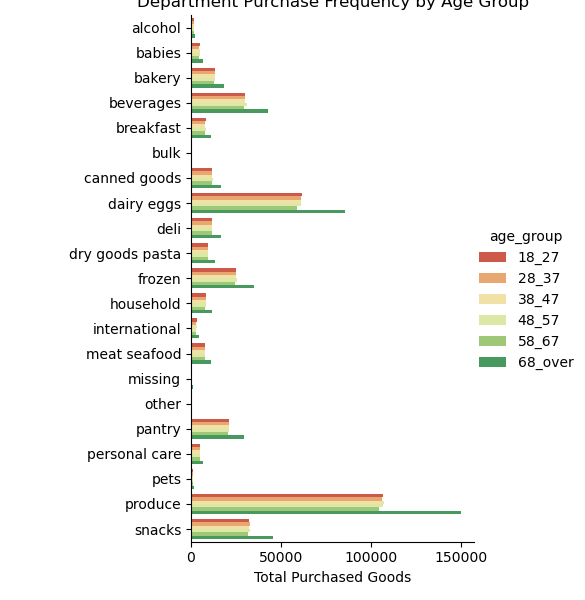 Department Purchase Frequency by Age Group
alcohol
babies
bakery
beverages
breakfast
bulk
canned goods
dairy eggs
deli
dry goods pasta
frozen
household
international
meat seafood
missing
other
pantry
personal care
pets
produce
snacks
0 50000 100000 150000
Total Purchased Goods
age_group
18_27
28_37
38_47
48_57
58_67
68_over